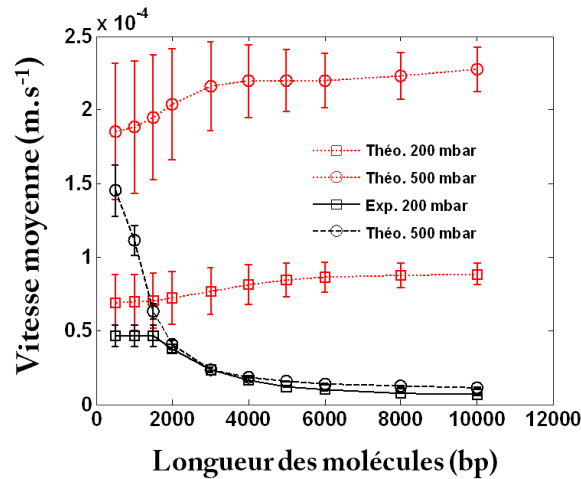 x 10⁻⁴
2.5
2
1.5
1
0.5
0
Vitesse moyenne (m.s⁻¹)
Théo. 200 mbar
Théo. 500 mbar
Exp. 200 mbar
Théo. 500 mbar
0 2000 4000 6000 8000 10000 12000
Longueur des molécules (bp)